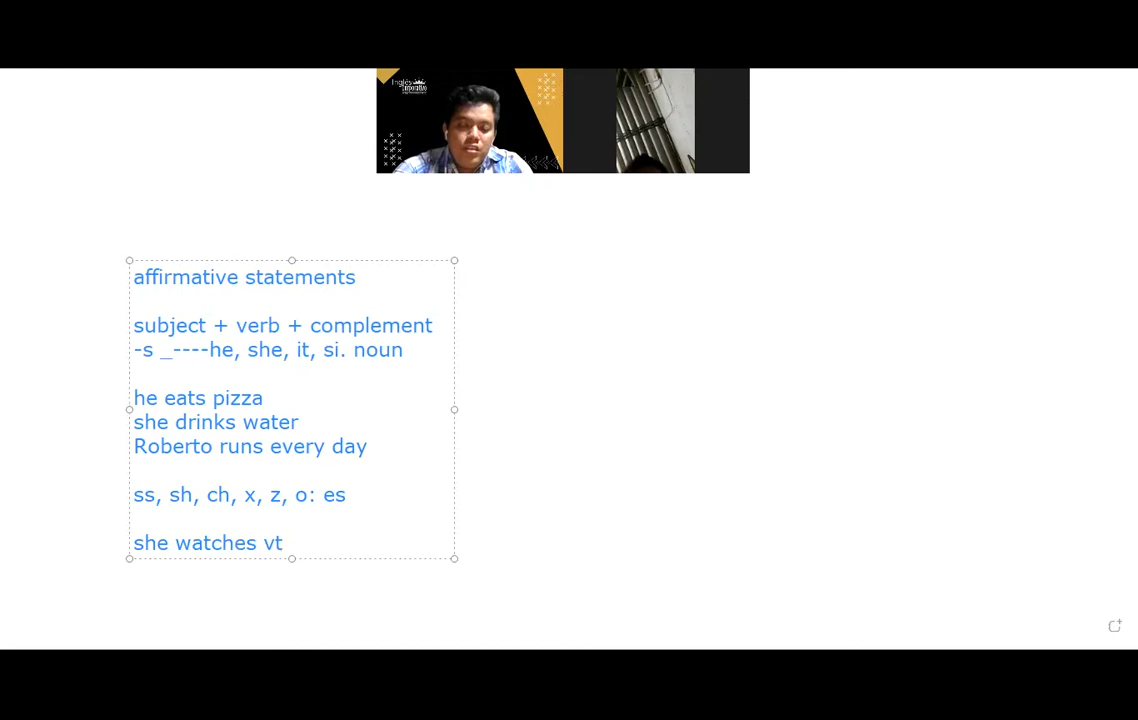 Inglés
affirmative statements
subject + verb + complement
-s _----he, she, it, si. noun
he eats pizza
she drinks water
Roberto runs every day
ss, sh, ch, x, z, o: es
she watches vt